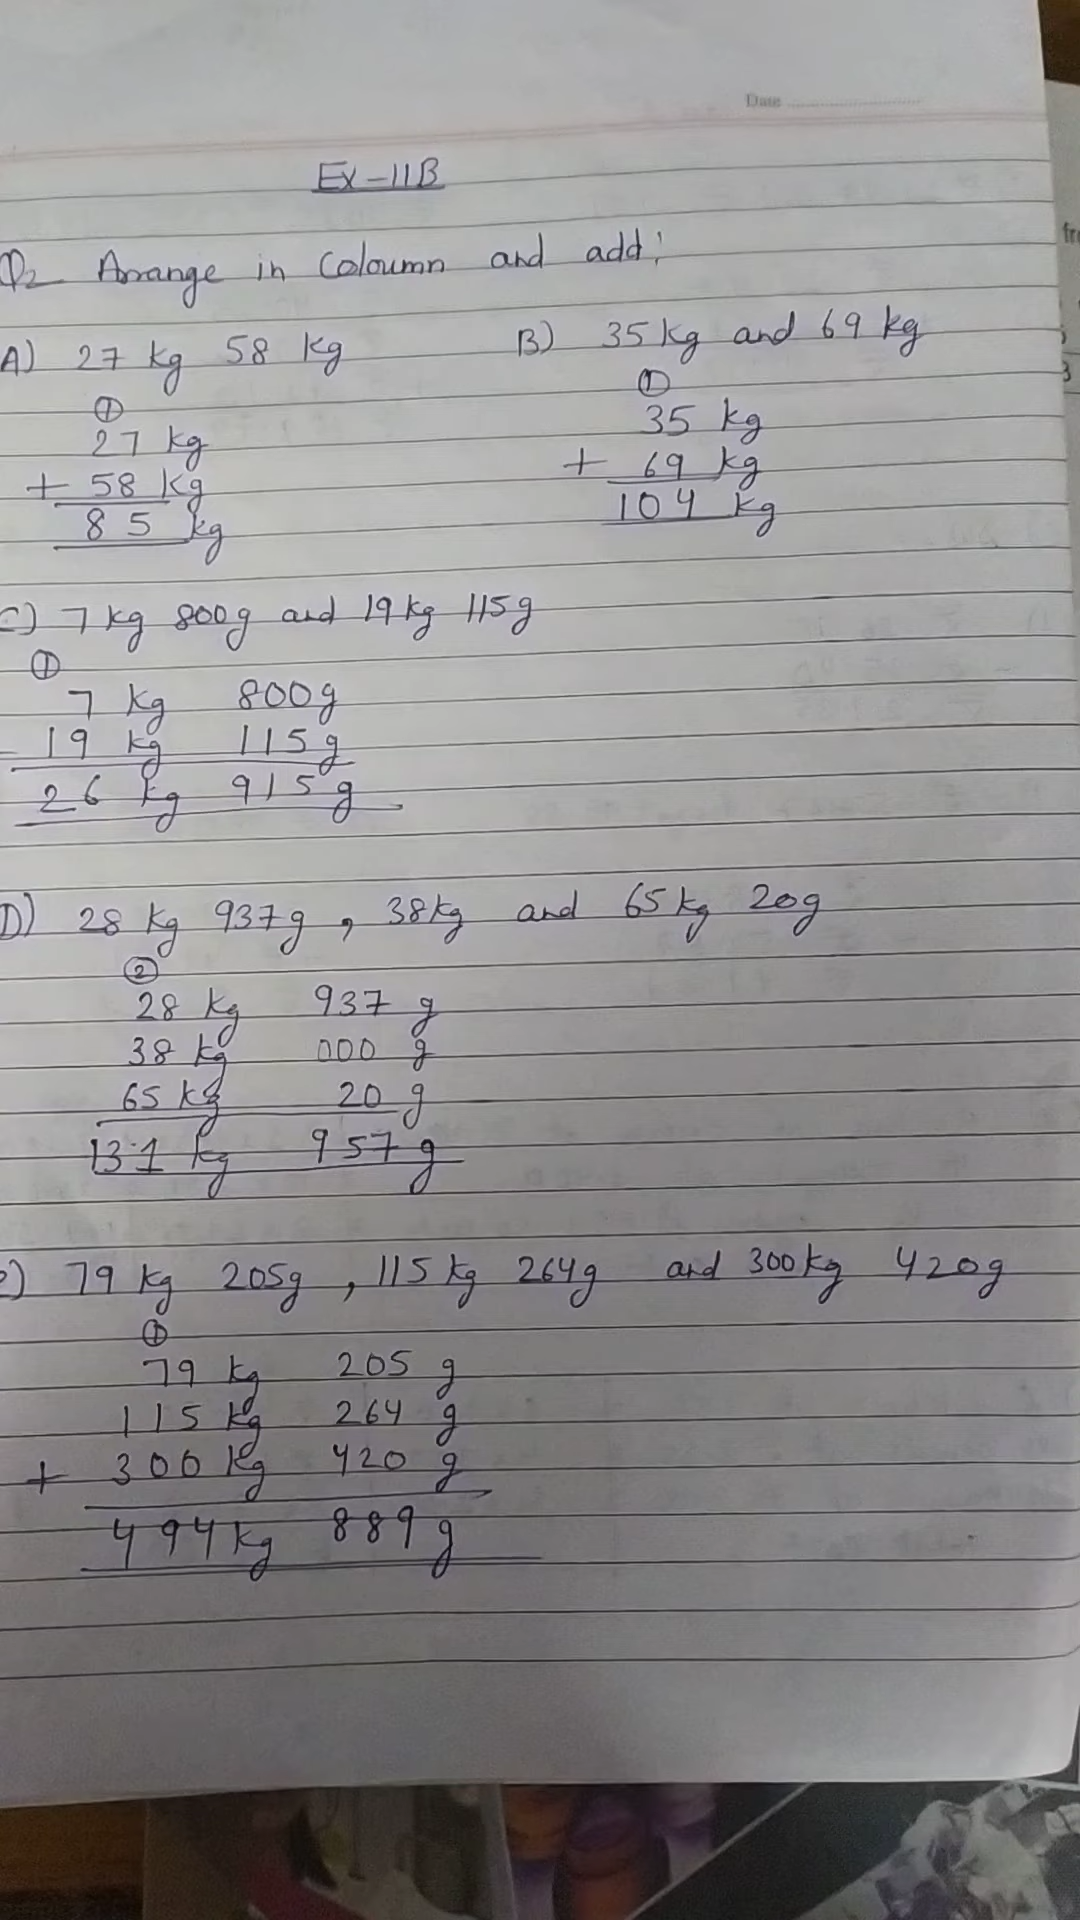 Date
Ex-11B
Q2 Arrange in Coloumn and add:
A) 27 kg 58 kg
B) 35 kg and 69 kg
①
27 kg
+ 58 kg
85 kg
①
35 kg
+ 69 kg
104 kg
C) 7 kg 800g and 19 kg 115g
①
7 kg 800g
19 kg 115g
26 kg 915g
D) 28 kg 937g, 38kg and 65 kg 20g
②
28 kg 937 g
38 kg 000 g
65 kg 20 g
131 kg 957 g
e) 79 kg 205g, 115 kg 264g and 300kg 420g
①
79 kg 205 g
115 kg 264 g
+ 300 kg 420 g
494 kg 889 g